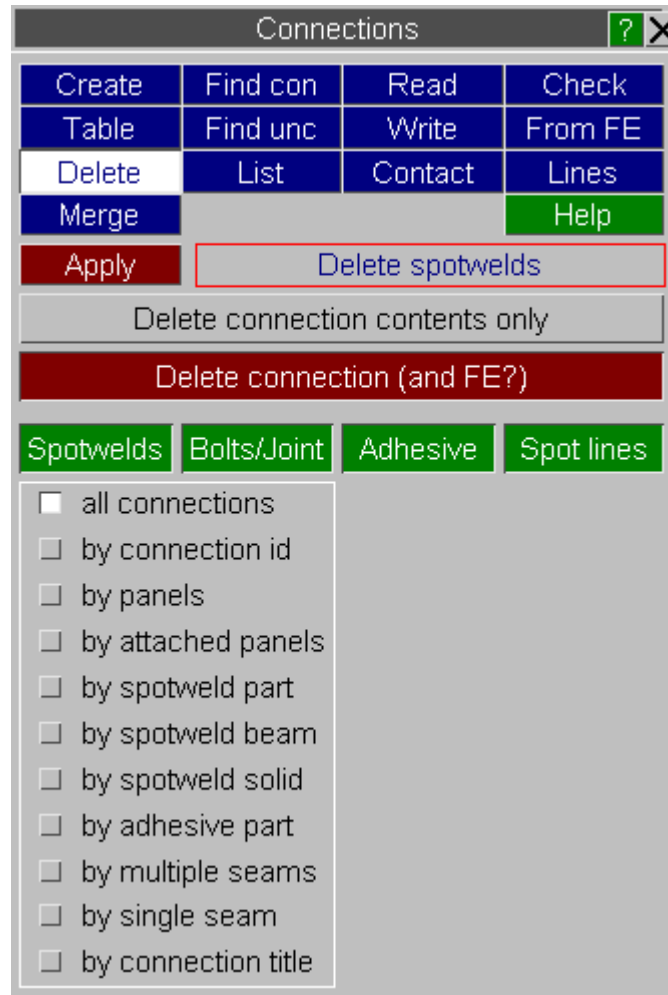 Connections ? X
Create Find con Read Check
Table Find unc Write From FE
Delete List Contact Lines
Merge Help
Apply Delete spotwelds
Delete connection contents only
Delete connection (and FE?)
Spotwelds Bolts/Joint Adhesive Spot lines
all connections
by connection id
by panels
by attached panels
by spotweld part
by spotweld beam
by spotweld solid
by adhesive part
by multiple seams
by single seam
by connection title